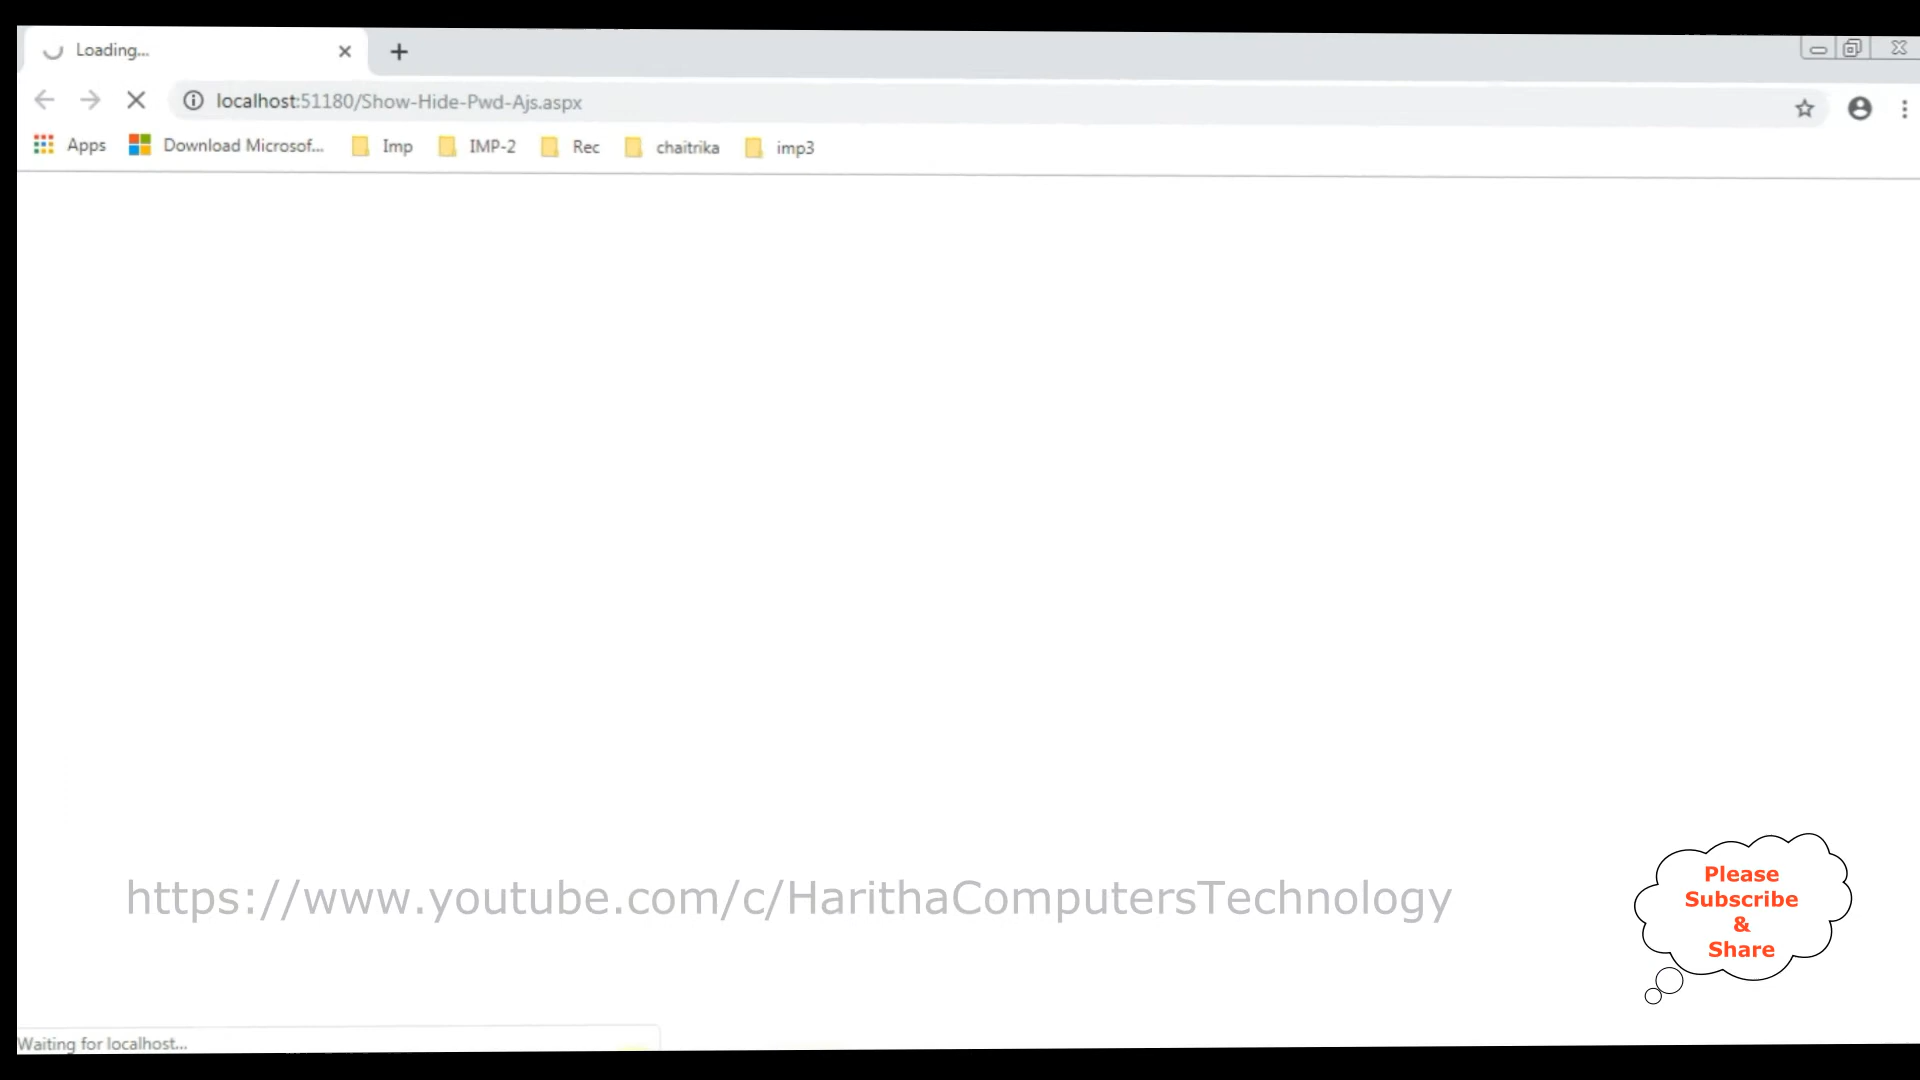 Loading...
localhost:51180/Show-Hide-Pwd-Ajs.aspx
Apps Download Microsof... Imp IMP-2 Rec chaitrika imp3
https://www.youtube.com/c/HarithaComputersTechnology
Please
Subscribe
&
Share
Waiting for localhost...